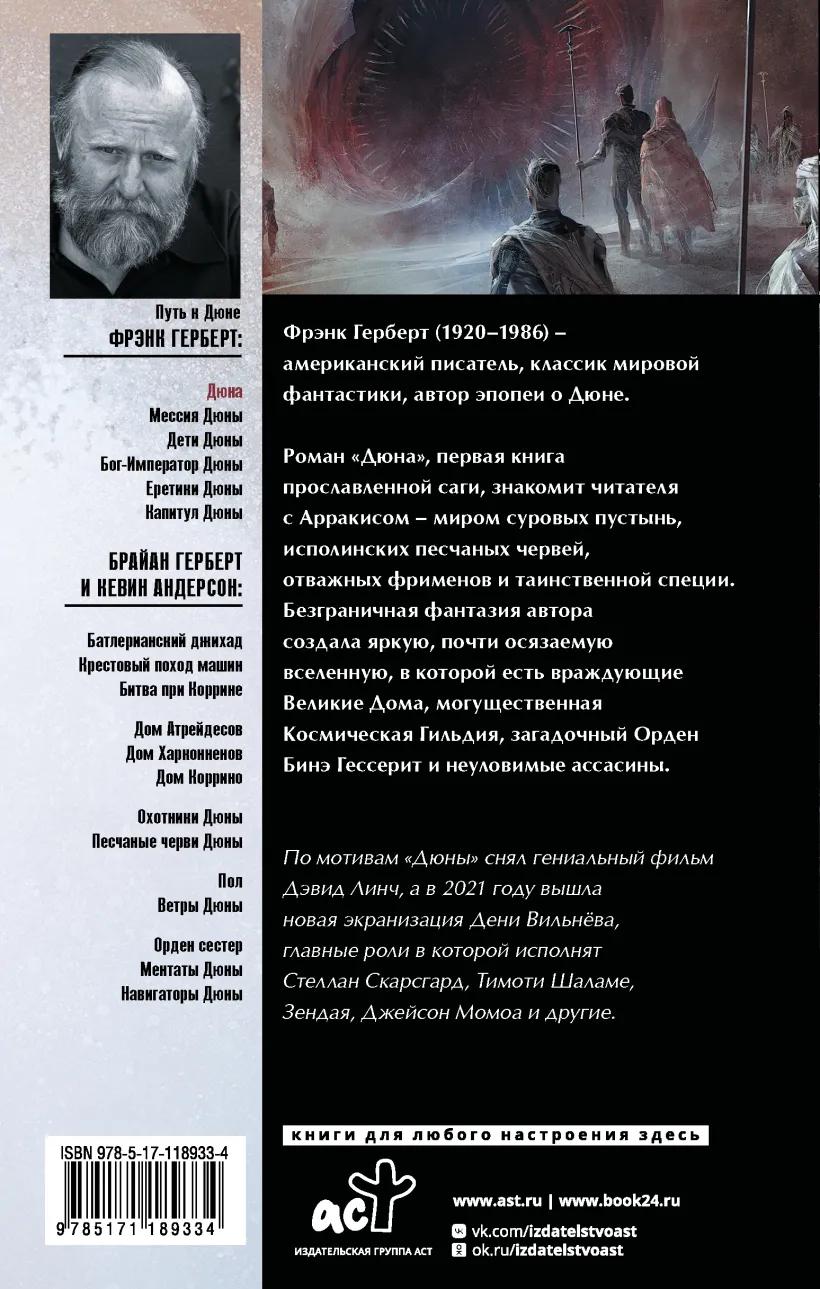 Путь к Дюне
ФРЭНК ГЕРБЕРТ:
Дюна
Мессия Дюны
Дети Дюны
Бог-Император Дюны
Еретики Дюны
Капитул Дюны
БРАЙАН ГЕРБЕРТ
И КЕВИН АНДЕРСОН:
Батлерианский джихад
Крестовый поход машин
Битва при Коррине
Дом Атрейдесов
Дом Харконненов
Дом Коррино
Охотники Дюны
Песчаные черви Дюны
Пол
Ветры Дюны
Орден сестер
Ментаты Дюны
Навигаторы Дюны
ISBN 978-5-17-118933-4
9 785171 189334
Фрэнк Герберт (1920–1986) –
американский писатель, классик мировой
фантастики, автор эпопеи о Дюне.
Роман «Дюна», первая книга
прославленной саги, знакомит читателя
с Арракисом – миром суровых пустынь,
исполинских песчаных червей,
отважных фрименов и таинственной специи.
Безграничная фантазия автора
создала яркую, почти осязаемую
вселенную, в которой есть враждующие
Великие Дома, могущественная
Космическая Гильдия, загадочный Орден
Бинэ Гессерит и неуловимые ассасины.
По мотивам «Дюны» снял гениальный фильм
Дэвид Линч, а в 2021 году вышла
новая экранизация Дени Вильнёва,
главные роли в которой исполнят
Стеллан Скарсгард, Тимоти Шаламе,
Зендая, Джейсон Момоа и другие.
книги для любого настроения здесь
аст
ИЗДАТЕЛЬСКАЯ ГРУППА АСТ
www.ast.ru | www.book24.ru
vk.com/izdatelstvoast
ok.ru/izdatelstvoast